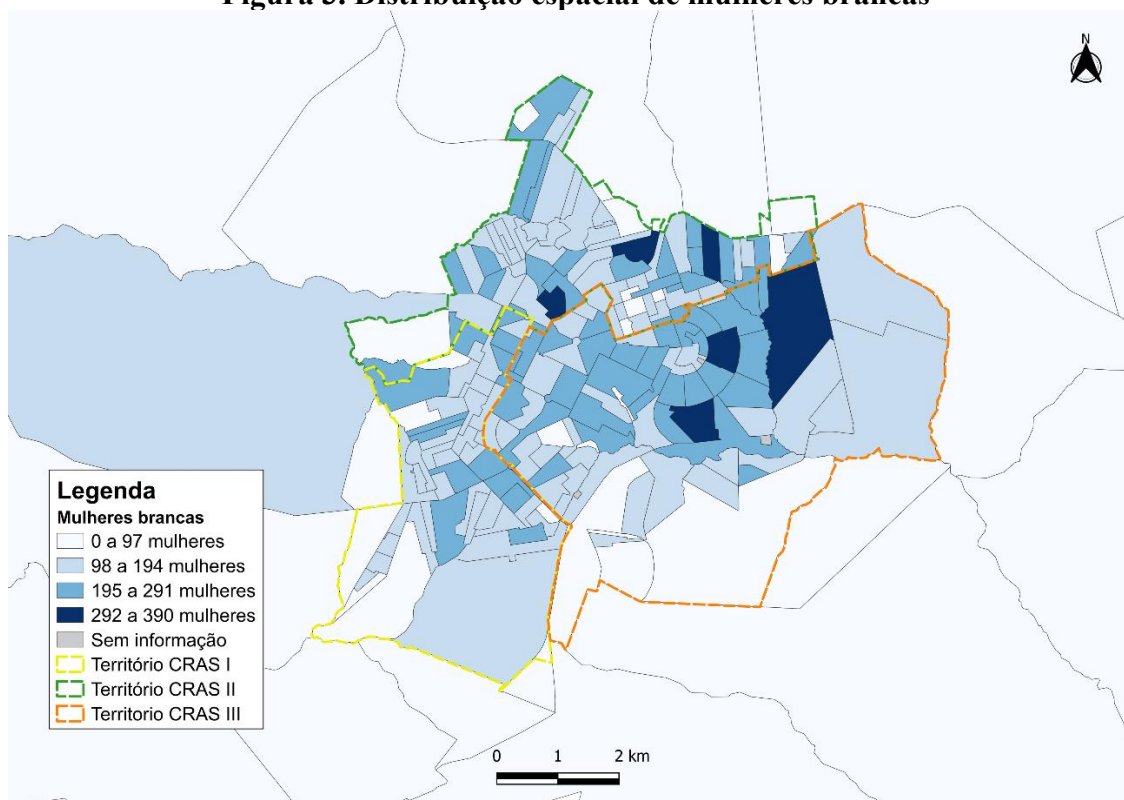 Figura 3: Distribuição espacial de mulheres brancas
N
Legenda
Mulheres brancas
0 a 97 mulheres
98 a 194 mulheres
195 a 291 mulheres
292 a 390 mulheres
Sem informação
Território CRAS I
Território CRAS II
Territorio CRAS III
0 1 2 km